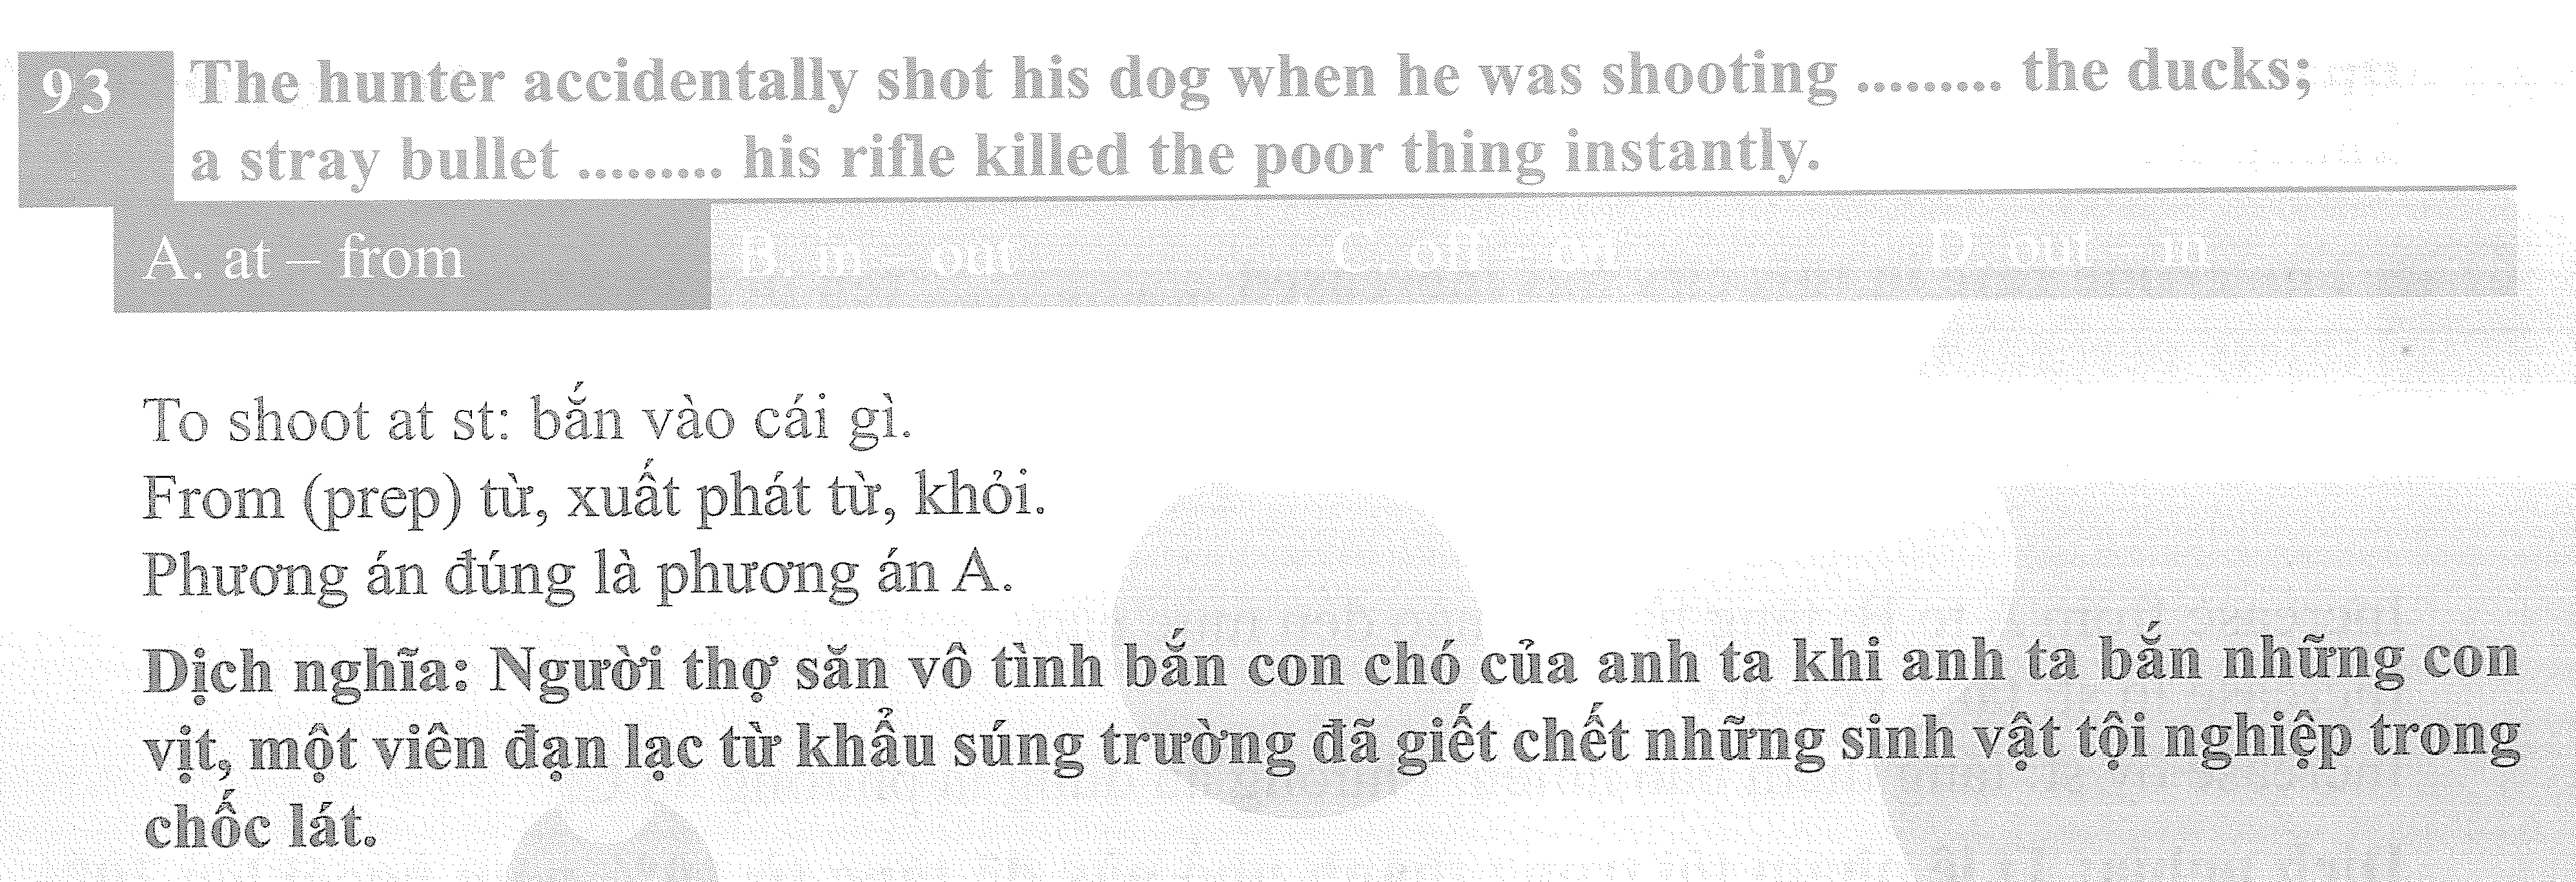 93 The hunter accidentally shot his dog when he was shooting ......... the ducks;
a stray bullet ......... his rifle killed the poor thing instantly.
A. at – from B. in – out C. off – on D. out – in
To shoot at st: bắn vào cái gì.
From (prep) từ, xuất phát từ, khỏi.
Phương án đúng là phương án A.
Dịch nghĩa: Người thợ săn vô tình bắn con chó của anh ta khi anh ta bắn những con
vịt, một viên đạn lạc từ khẩu súng trường đã giết chết những sinh vật tội nghiệp trong
chốc lát.